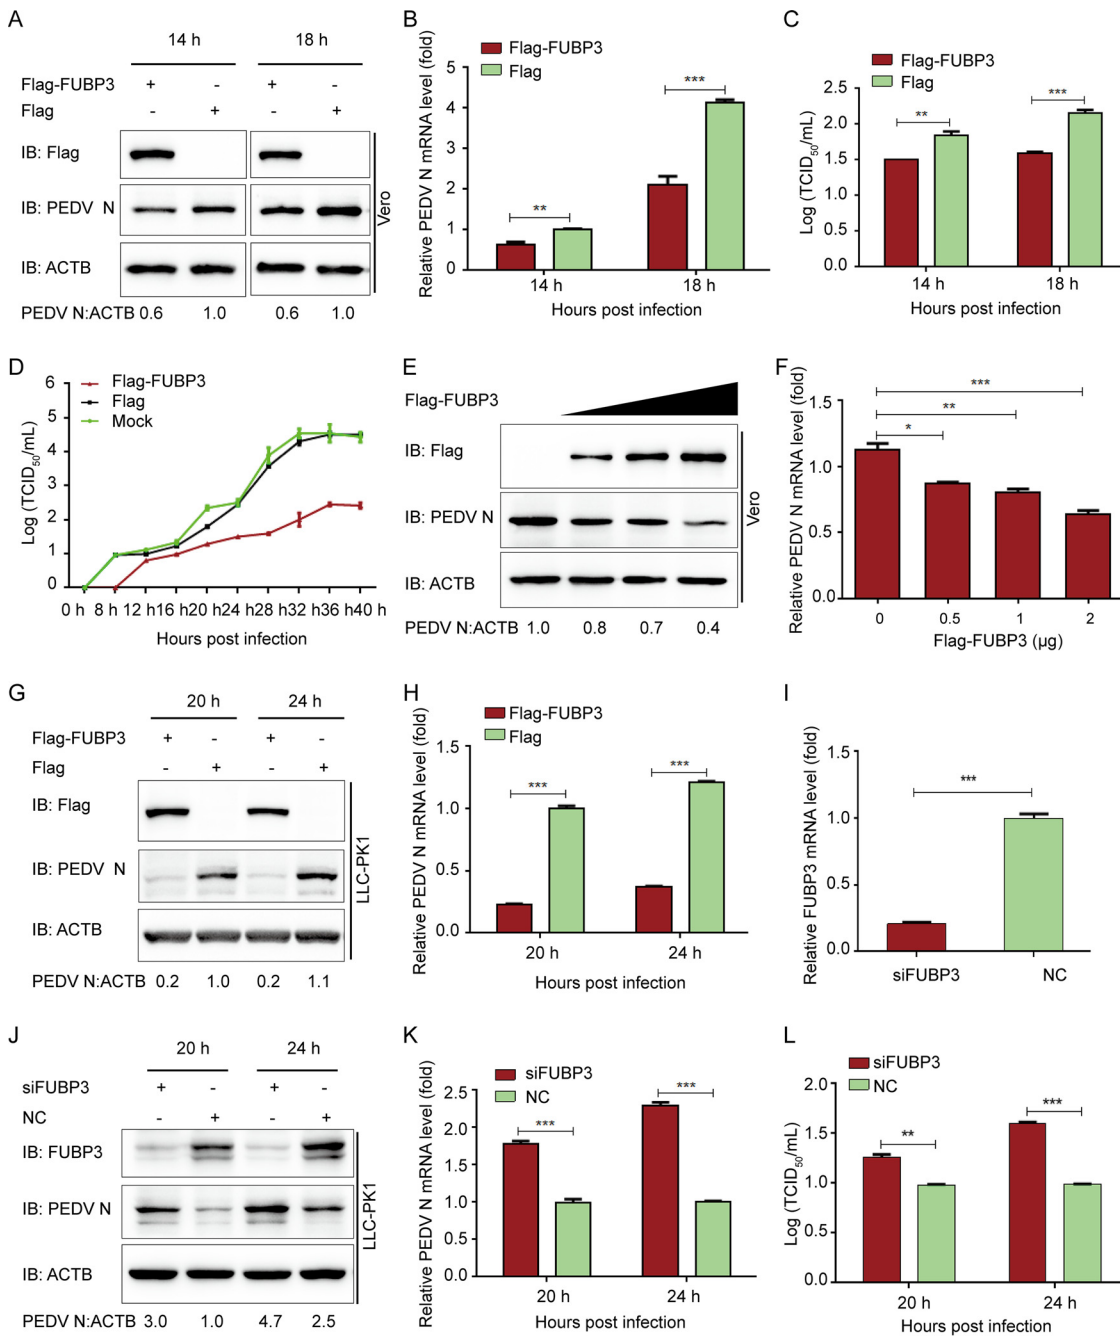 A
14 h 18 h
Flag-FUBP3 + - + -
Flag - + - +
IB: Flag
IB: PEDV N
IB: ACTB
Vero
PEDV N:ACTB 0.6 1.0 0.6 1.0
B
Flag-FUBP3
Flag
Relative PEDV N mRNA level (fold)
5
4
3
2
1
0
** ***
14 h 18 h
Hours post infection
C
Flag-FUBP3
Flag
Log (TCID50/mL)
2.5
2.0
1.5
1.0
0.5
0.0
** ***
14 h 18 h
Hours post infection
D
Flag-FUBP3
Flag
Mock
Log (TCID50/mL)
6
5
4
3
2
1
0
0 h 8 h 12 h16 h20 h24 h28 h32 h36 h40 h
Hours post infection
E
Flag-FUBP3
IB: Flag
IB: PEDV N
IB: ACTB
Vero
PEDV N:ACTB 1.0 0.8 0.7 0.4
F
Relative PEDV N mRNA level (fold)
1.5
1.0
0.5
0.0
***
**
*
0 0.5 1 2
Flag-FUBP3 (μg)
G
20 h 24 h
Flag-FUBP3 + - + -
Flag - + - +
IB: Flag
IB: PEDV N
IB: ACTB
LLC-PK1
PEDV N:ACTB 0.2 1.0 0.2 1.1
H
Flag-FUBP3
Flag
Relative PEDV N mRNA level (fold)
1.5
1.0
0.5
0.0
*** ***
20 h 24 h
Hours post infection
I
Relative FUBP3 mRNA level (fold)
1.5
1.0
0.5
0.0
***
siFUBP3 NC
J
20 h 24 h
siFUBP3 + - + -
NC - + - +
IB: FUBP3
IB: PEDV N
IB: ACTB
LLC-PK1
PEDV N:ACTB 3.0 1.0 4.7 2.5
K
siFUBP3
NC
Relative PEDV N mRNA level (fold)
2.5
2.0
1.5
1.0
0.5
0.0
*** ***
20 h 24 h
Hours post infection
L
siFUBP3
NC
Log (TCID50/mL)
2.0
1.5
1.0
0.5
0.0
** ***
20 h 24 h
Hours post infection